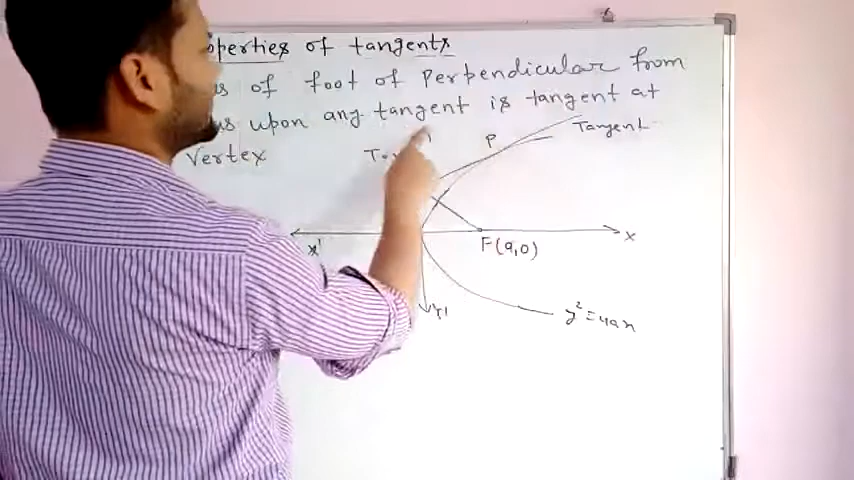 operties of tangents
s of foot of Perpendicular from
us upon any tangent is tangent at
Vertex
P
Tangent
x'
F(a,0)
x
y'
y²=4ax